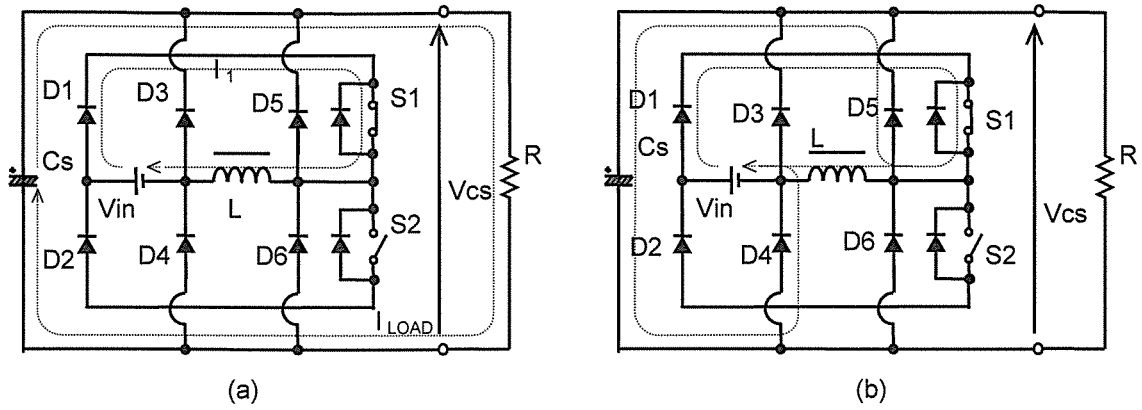 I1
D1
D3
D5
S1
Cs
R
Vin
L
Vcs
S2
D2
D4
D6
ILOAD
(a)
D1
D3
D5
S1
Cs
L
R
Vin
Vcs
D2
D4
D6
S2
(b)